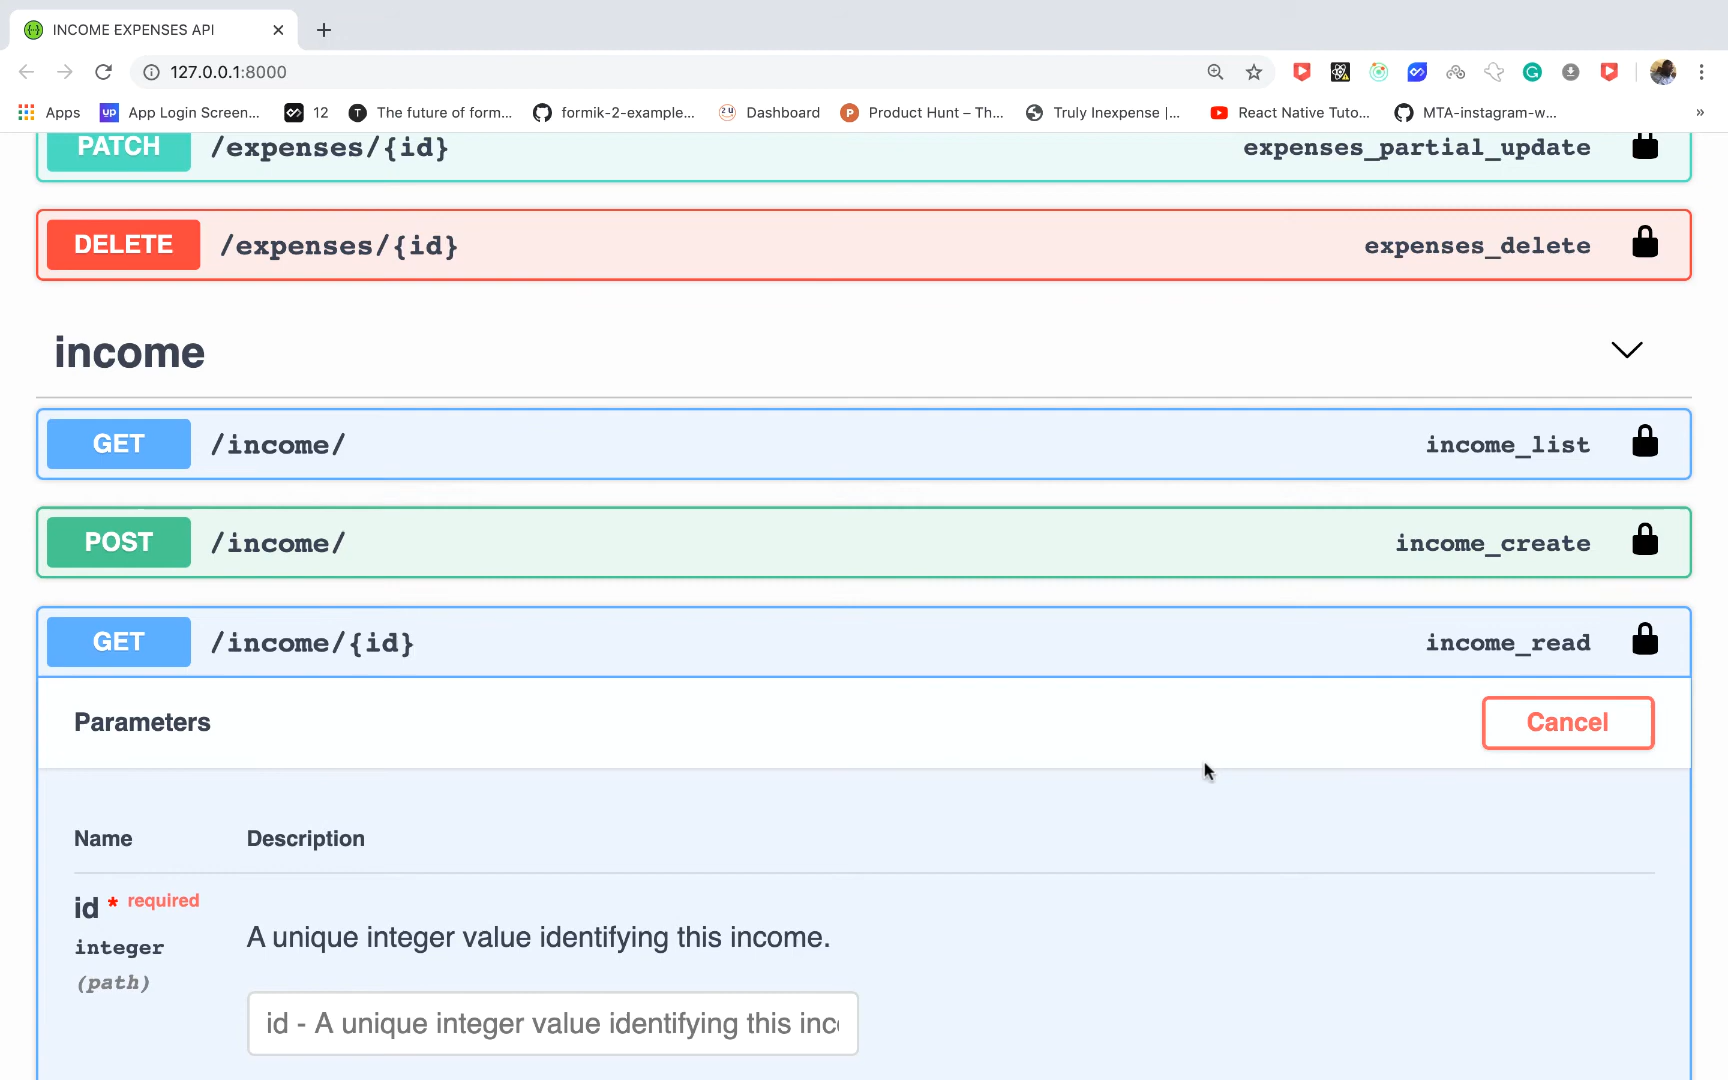 INCOME EXPENSES API
127.0.0.1:8000
Apps
up App Login Screen...
12
T The future of form...
formik-2-example...
Dashboard
P Product Hunt – Th...
Truly Inexpense |...
React Native Tuto...
MTA-instagram-w...
»
PATCH /expenses/{id} expenses_partial_update
DELETE /expenses/{id} expenses_delete
income
GET /income/ income_list
POST /income/ income_create
GET /income/{id} income_read
Parameters Cancel
Name Description
id * required
integer
(path)
A unique integer value identifying this income.
id - A unique integer value identifying this inc